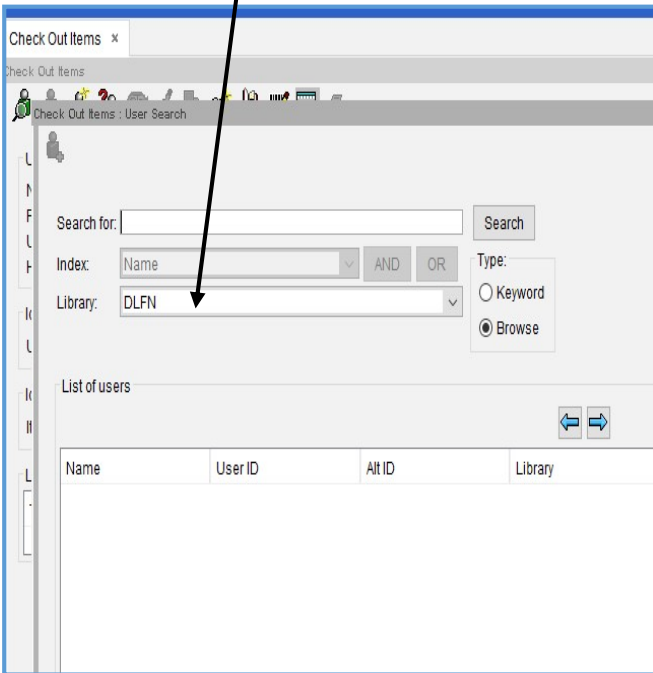 Check Out Items ×
Check Out Items
Check Out Items : User Search
Search for:
Search
Index:
Name
AND
OR
Type:
Keyword
Browse
Library:
DLFN
List of users
Name
User ID
Alt ID
Library